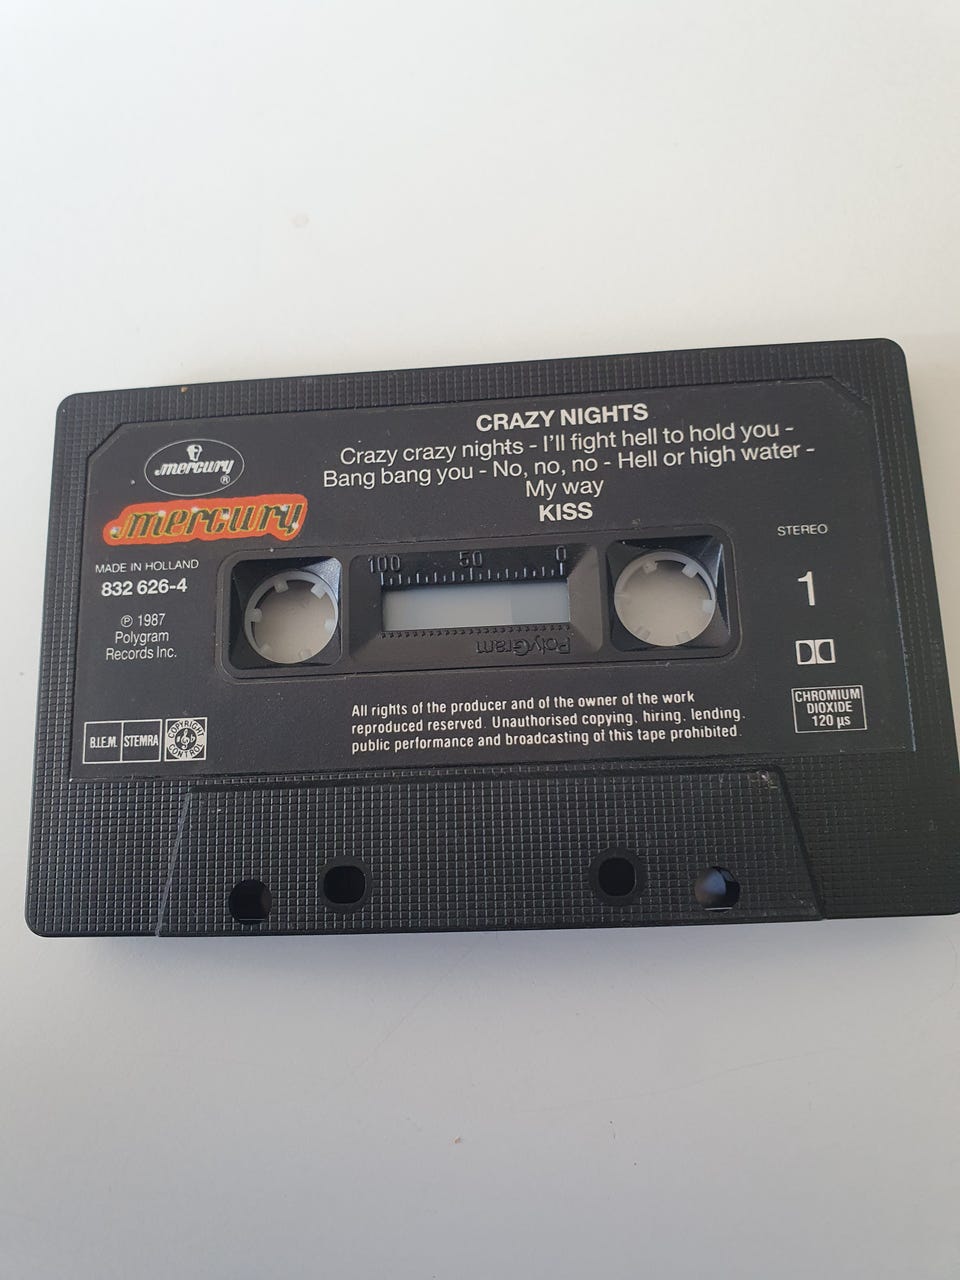 CRAZY NIGHTS
Crazy crazy nights - I'll fight hell to hold you -
Bang bang you - No, no, no - Hell or high water -
My way
KISS
mercury
®
mercury
MADE IN HOLLAND
832 626-4
℗ 1987
Polygram
Records Inc.
100 50 0
PolyGram
STEREO
1
CHROMIUM
DIOXIDE
120 µs
All rights of the producer and of the owner of the work
reproduced reserved. Unauthorised copying, hiring, lending,
public performance and broadcasting of this tape prohibited.
B.I.E.M. STEMRA
COPYRIGHT CONTROL